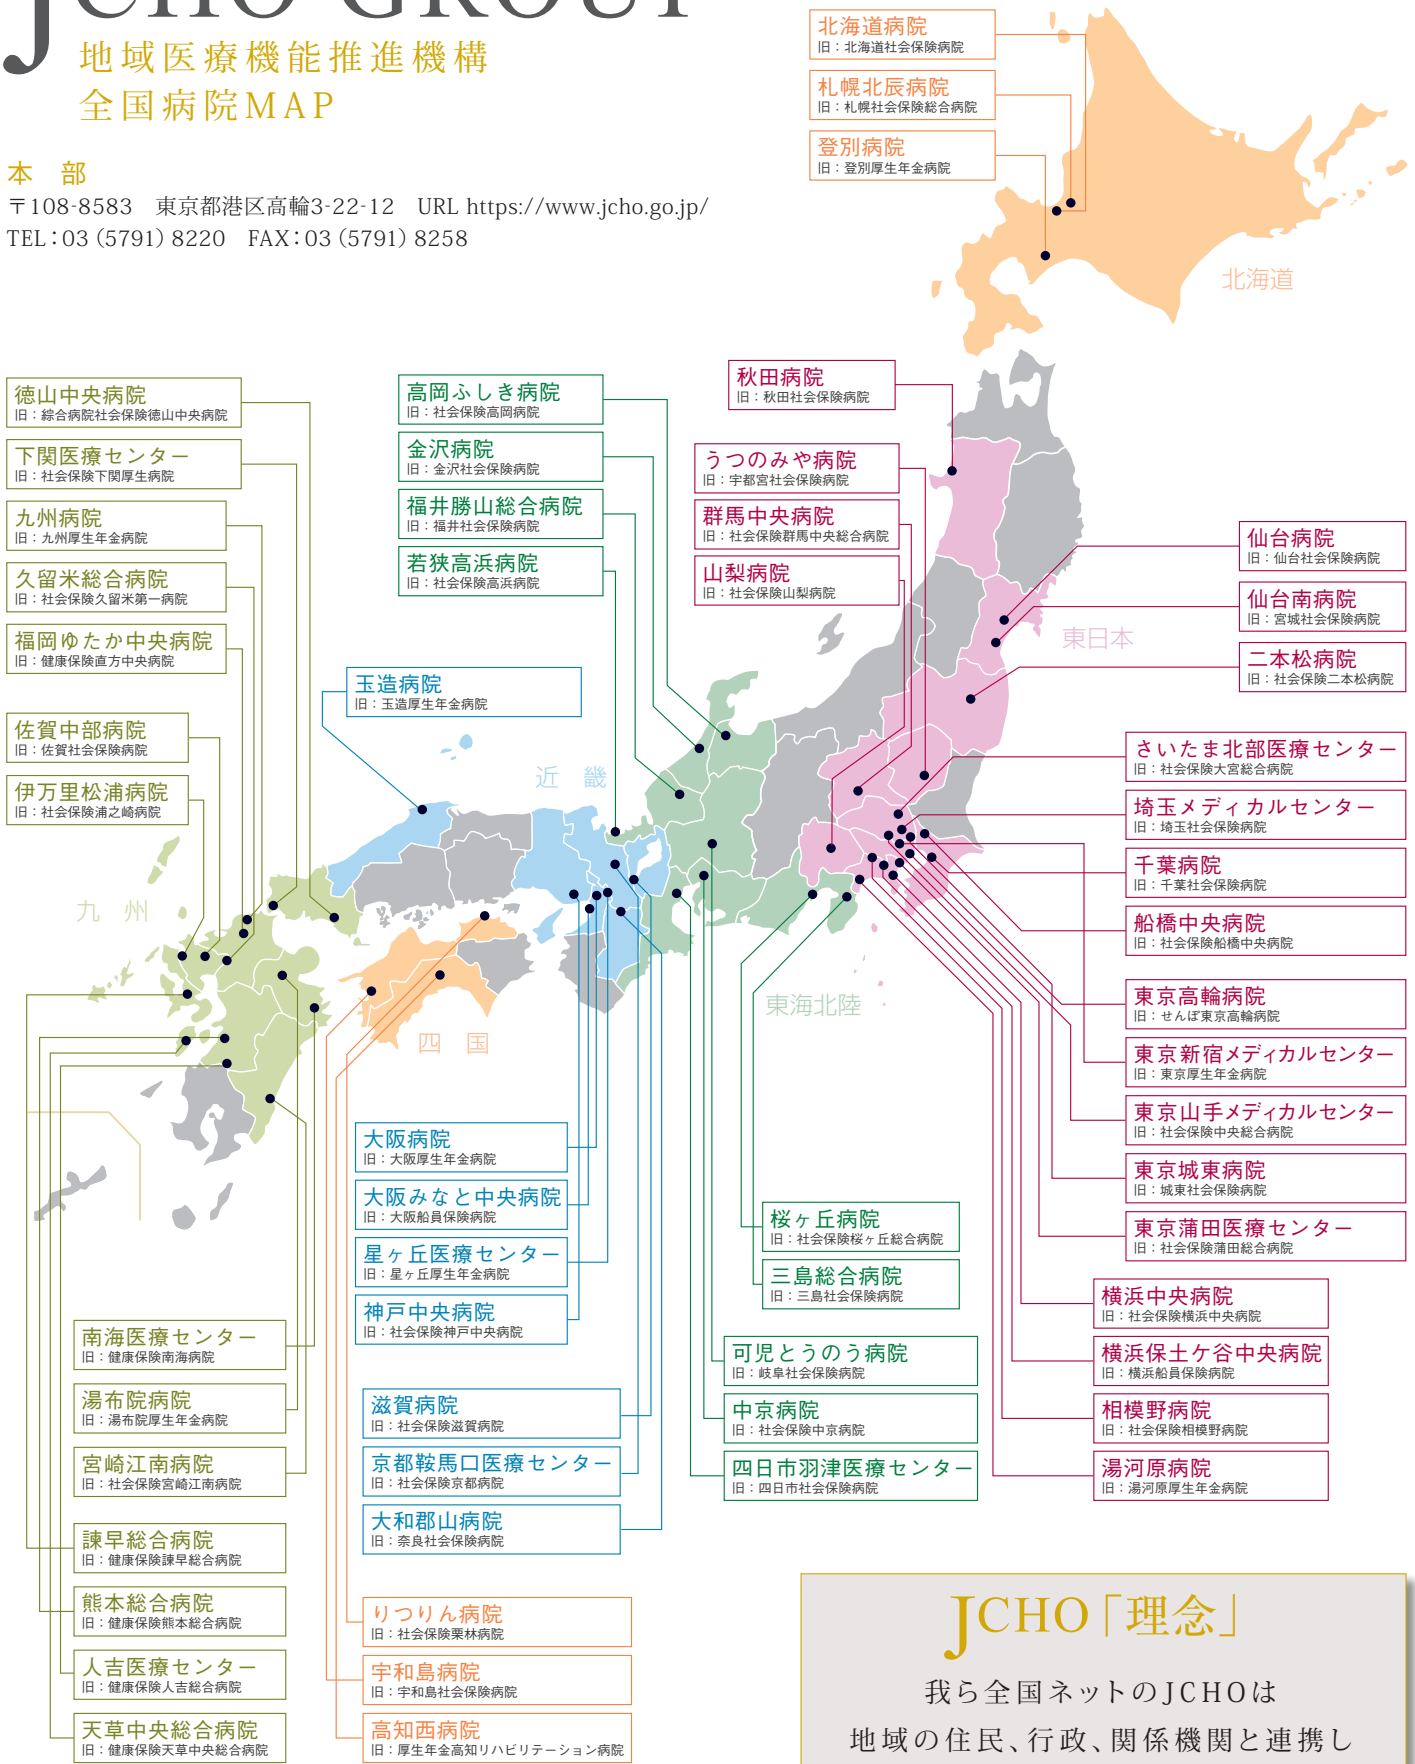 JCHO GROUP
地域医療機能推進機構
全国病院MAP
本　部
〒108-8583　東京都港区高輪3-22-12　URL https://www.jcho.go.jp/
TEL：03（5791）8220　FAX：03（5791）8258
北海道病院
旧：北海道社会保険病院
札幌北辰病院
旧：札幌社会保険総合病院
登別病院
旧：登別厚生年金病院
北海道
徳山中央病院
旧：綜合病院社会保険徳山中央病院
下関医療センター
旧：社会保険下関厚生病院
九州病院
旧：九州厚生年金病院
久留米総合病院
旧：社会保険久留米第一病院
福岡ゆたか中央病院
旧：健康保険直方中央病院
佐賀中部病院
旧：佐賀社会保険病院
伊万里松浦病院
旧：社会保険浦之崎病院
九　州
高岡ふしき病院
旧：社会保険高岡病院
金沢病院
旧：金沢社会保険病院
福井勝山総合病院
旧：福井社会保険病院
若狭高浜病院
旧：社会保険高浜病院
玉造病院
旧：玉造厚生年金病院
近　畿
秋田病院
旧：秋田社会保険病院
うつのみや病院
旧：宇都宮社会保険病院
群馬中央病院
旧：社会保険群馬中央総合病院
山梨病院
旧：社会保険山梨病院
仙台病院
旧：仙台社会保険病院
仙台南病院
旧：宮城社会保険病院
東日本
二本松病院
旧：社会保険二本松病院
さいたま北部医療センター
旧：社会保険大宮総合病院
埼玉メディカルセンター
旧：埼玉社会保険病院
千葉病院
旧：千葉社会保険病院
船橋中央病院
旧：社会保険船橋中央病院
東京高輪病院
旧：せんぽ東京高輪病院
東京新宿メディカルセンター
旧：東京厚生年金病院
東京山手メディカルセンター
旧：社会保険中央総合病院
東京城東病院
旧：城東社会保険病院
東京蒲田医療センター
旧：社会保険蒲田総合病院
横浜中央病院
旧：社会保険横浜中央病院
横浜保土ケ谷中央病院
旧：横浜船員保険病院
相模野病院
旧：社会保険相模野病院
湯河原病院
旧：湯河原厚生年金病院
東海北陸
四　国
大阪病院
旧：大阪厚生年金病院
大阪みなと中央病院
旧：大阪船員保険病院
星ヶ丘医療センター
旧：星ヶ丘厚生年金病院
神戸中央病院
旧：社会保険神戸中央病院
滋賀病院
旧：社会保険滋賀病院
京都鞍馬口医療センター
旧：社会保険京都病院
大和郡山病院
旧：奈良社会保険病院
桜ヶ丘病院
旧：社会保険桜ヶ丘総合病院
三島総合病院
旧：三島社会保険病院
可児とうのう病院
旧：岐阜社会保険病院
中京病院
旧：社会保険中京病院
四日市羽津医療センター
旧：四日市社会保険病院
南海医療センター
旧：健康保険南海病院
湯布院病院
旧：湯布院厚生年金病院
宮崎江南病院
旧：社会保険宮崎江南病院
諫早総合病院
旧：健康保険諫早総合病院
熊本総合病院
旧：健康保険熊本総合病院
人吉医療センター
旧：健康保険人吉総合病院
天草中央総合病院
旧：健康保険天草中央総合病院
りつりん病院
旧：社会保険栗林病院
宇和島病院
旧：宇和島社会保険病院
高知西病院
旧：厚生年金高知リハビリテーション病院
JCHO「理念」
我ら全国ネットのJCHOは
地域の住民、行政、関係機関と連携し